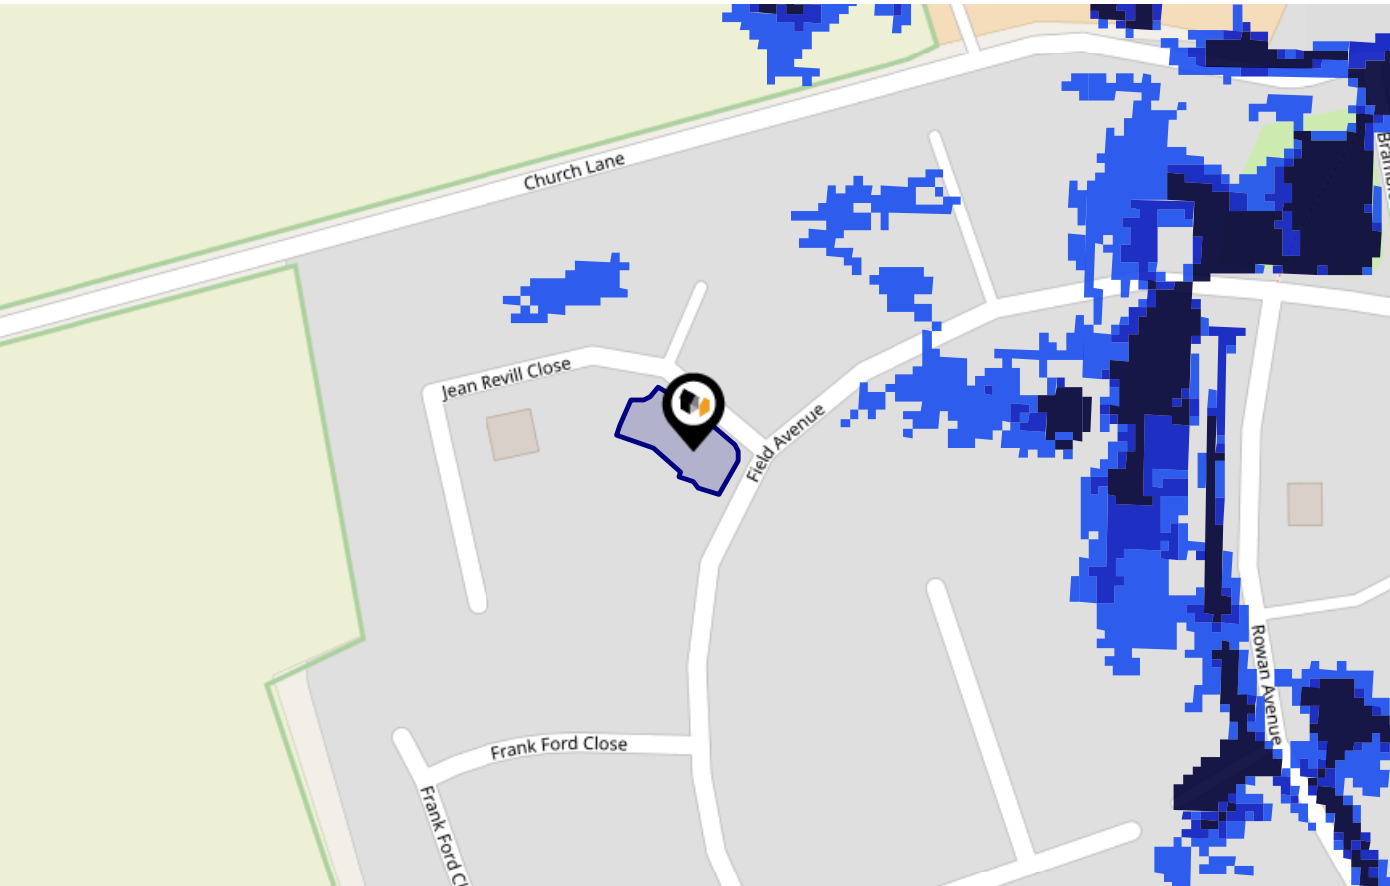 Church Lane
Jean Revill Close
Field Avenue
Rowan Avenue
Frank Ford Close
Frank Ford Cl